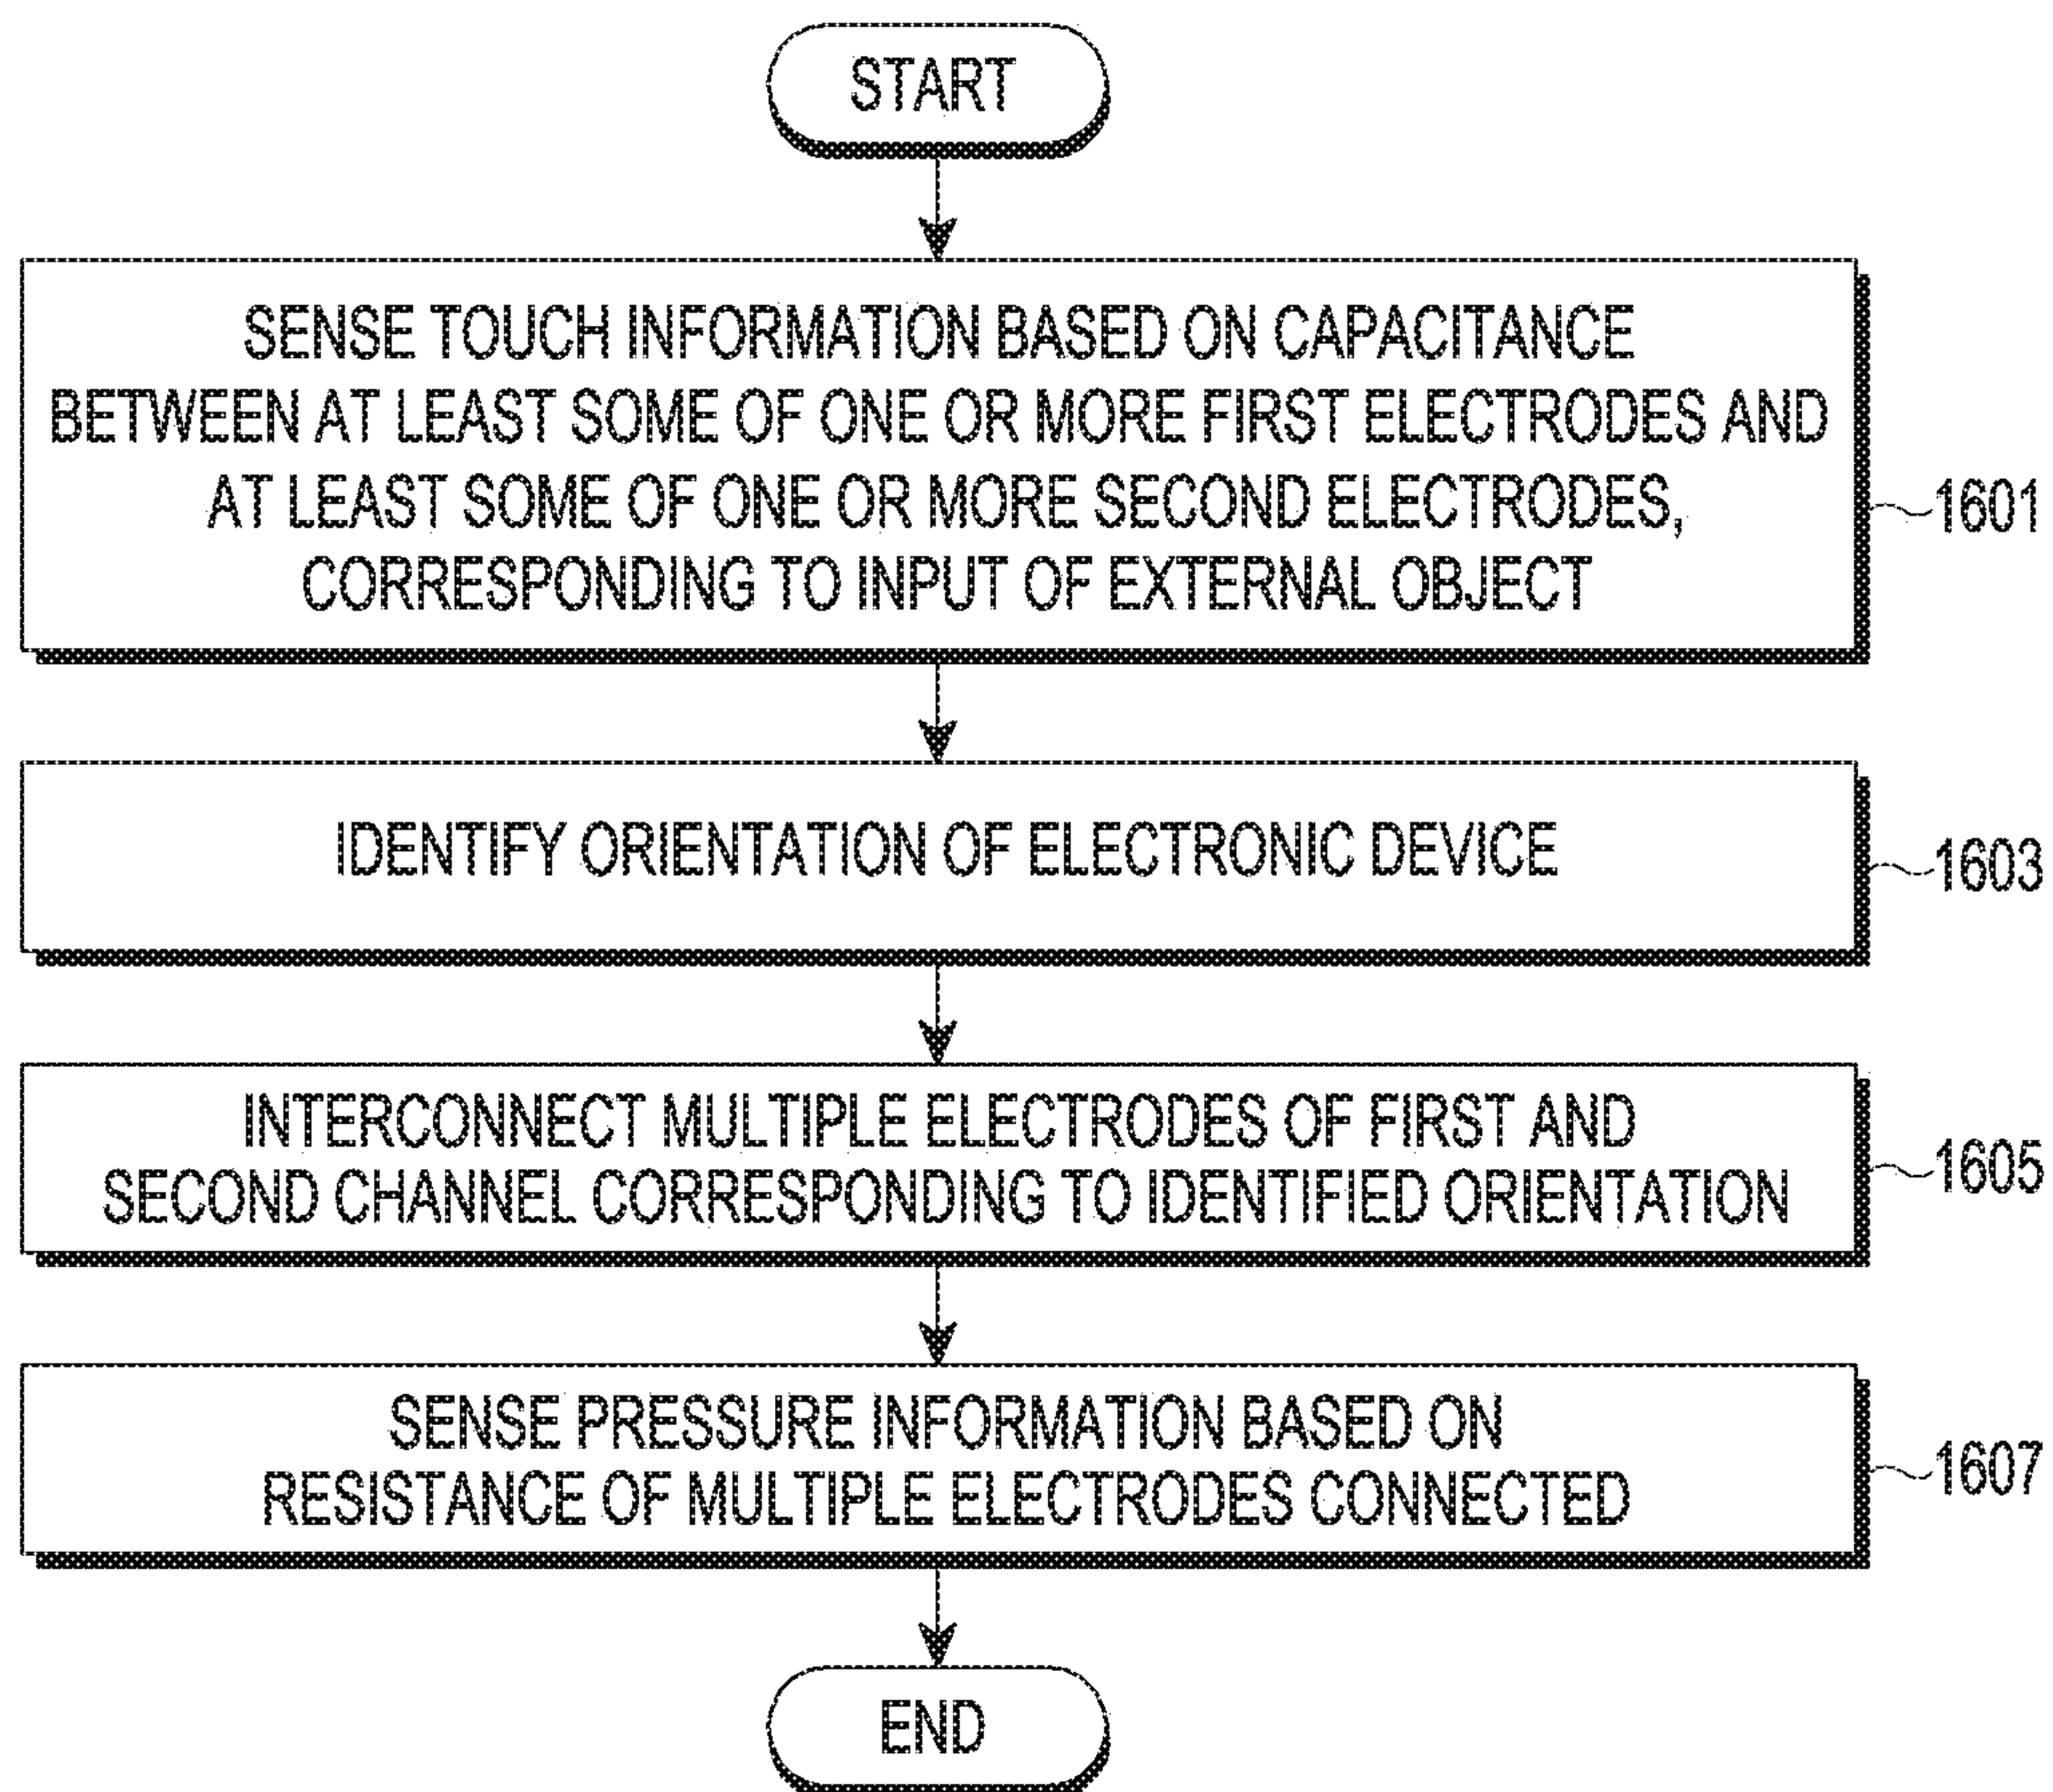 START
SENSE TOUCH INFORMATION BASED ON CAPACITANCE
BETWEEN AT LEAST SOME OF ONE OR MORE FIRST ELECTRODES AND
AT LEAST SOME OF ONE OR MORE SECOND ELECTRODES,
CORRESPONDING TO INPUT OF EXTERNAL OBJECT
1601
IDENTIFY ORIENTATION OF ELECTRONIC DEVICE
1603
INTERCONNECT MULTIPLE ELECTRODES OF FIRST AND
SECOND CHANNEL CORRESPONDING TO IDENTIFIED ORIENTATION
1605
SENSE PRESSURE INFORMATION BASED ON
RESISTANCE OF MULTIPLE ELECTRODES CONNECTED
1607
END